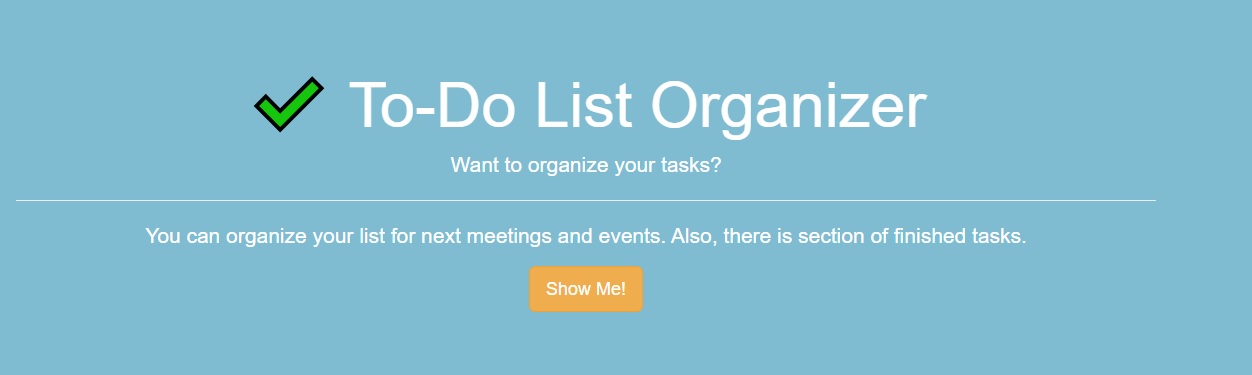 To-Do List Organizer
Want to organize your tasks?
You can organize your list for next meetings and events. Also, there is section of finished tasks.
Show Me!